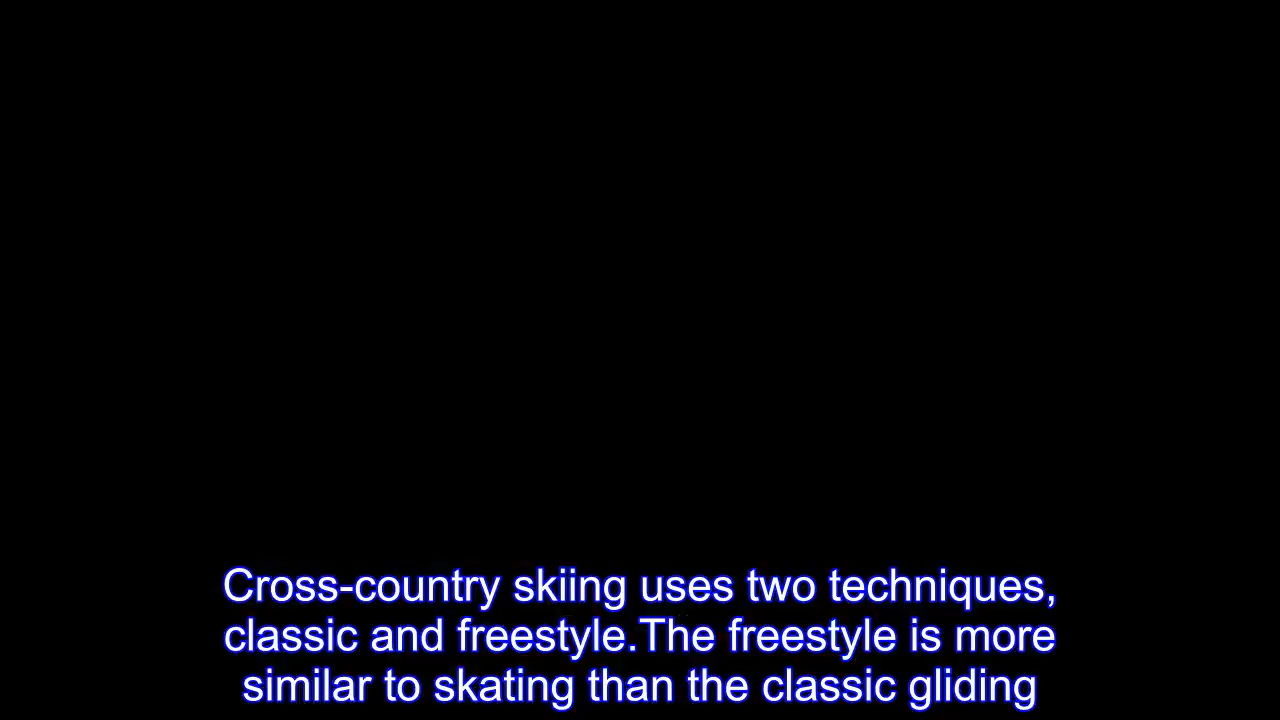 Cross-country skiing uses two techniques,
classic and freestyle.The freestyle is more
similar to skating than the classic gliding